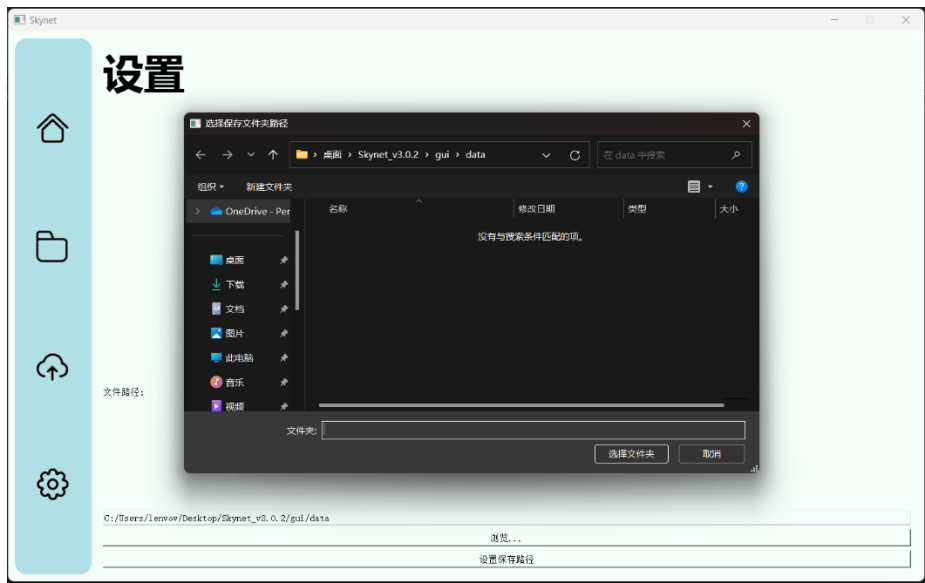 Skynet
设置
选择保存文件夹路径
桌面 › Skynet_v3.0.2 › gui › data
在 data 中搜索
组织 新建文件夹
OneDrive - Per
名称 修改日期 类型 大小
没有与搜索条件匹配的项。
桌面
下载
文档
图片
此电脑
音乐
视频
文件路径:
文件夹:
选择文件夹 取消
C:/Users/lenvov/Desktop/Skynet_v3.0.2/gui/data
浏览...
设置保存路径